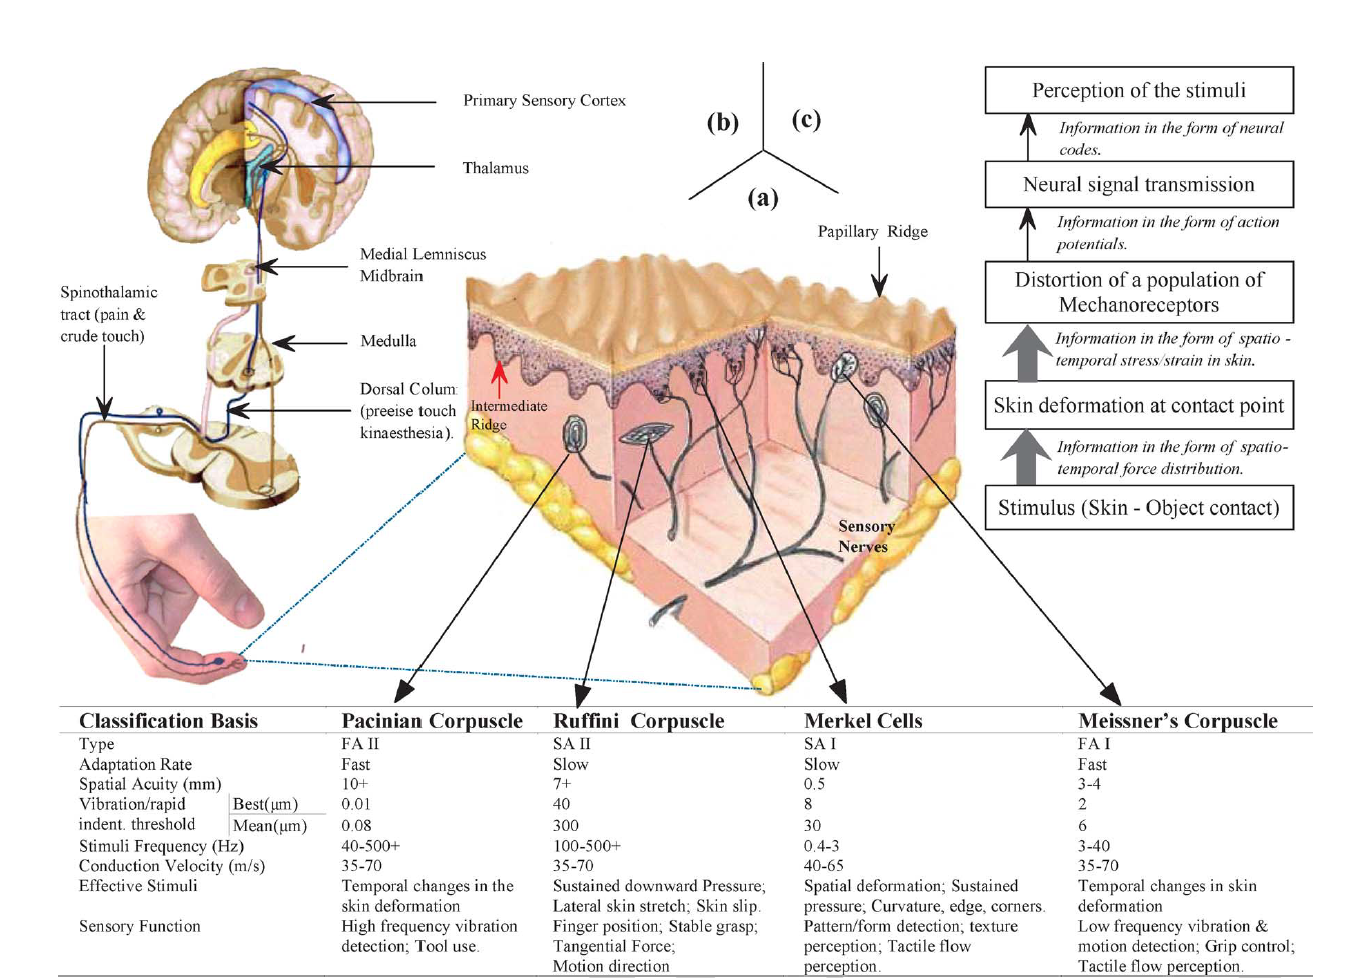 Primary Sensory Cortex
Thalamus
Medial Lemniscus
Midbrain
Spinothalamic
tract (pain &
crude touch)
Medulla
Dorsal Colum
(preeise touch
kinaesthesia).
(b)
(c)
(a)
Papillary Ridge
Intermediate
Ridge
Sensory
Nerves
Perception of the stimuli
Information in the form of neural
codes.
Neural signal transmission
Information in the form of action
potentials.
Distortion of a population of
Mechanoreceptors
Information in the form of spatio -
temporal stress/strain in skin.
Skin deformation at contact point
Information in the form of spatio-
temporal force distribution.
Stimulus (Skin - Object contact)
Classification Basis Pacinian Corpuscle Ruffini Corpuscle Merkel Cells Meissner's Corpuscle
Type FA II SA II SA I FA I
Adaptation Rate Fast Slow Slow Fast
Spatial Acuity (mm) 10+ 7+ 0.5 3-4
Vibration/rapid Best(μm) 0.01 40 8 2
indent. threshold Mean(μm) 0.08 300 30 6
Stimuli Frequency (Hz) 40-500+ 100-500+ 0.4-3 3-40
Conduction Velocity (m/s) 35-70 35-70 40-65 35-70
Effective Stimuli Temporal changes in the Sustained downward Pressure; Spatial deformation; Sustained Temporal changes in skin
skin deformation Lateral skin stretch; Skin slip. pressure; Curvature, edge, corners. deformation
Sensory Function High frequency vibration Finger position; Stable grasp; Pattern/form detection; texture Low frequency vibration &
detection; Tool use. Tangential Force; perception; Tactile flow motion detection; Grip control;
Motion direction perception. Tactile flow perception.